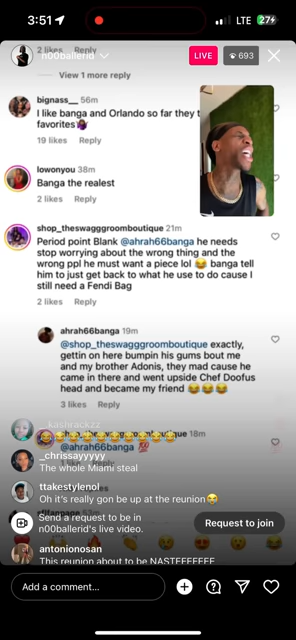 3:51
LTE 27
2 likes Reply
n00ballerid
LIVE 693
View 1 more reply
bignass__ 56m
I like banga and Orlando so far they t
favorites
19 likes Reply
lowonyou 38m
Banga the realest
2 likes Reply
shop_theswagggroomboutique 21m
Period point Blank @ahrah66banga he needs
stop worrying about the wrong thing and the
wrong ppl he must want a piece lol 😂 banga tell
him to just get back to what he use to do cause I
still need a Fendi Bag
2 likes Reply
ahrah66banga 19m
@shop_theswagggroomboutique exactly,
gettin on here bumpin his gums bout me
and my brother Adonis, they mad cause he
came in there and went upside Chef Doofus
head and became my friend 😂😂😂
3 likes Reply
_kashrackzz
18m
@ahrah66banga 💯
_chrissayyyyy
The whole Miami steal
ttakestylenol
Oh it's really gon be up at the reunion😂
Send a request to be in
n00ballerid's live video.
Request to join
antonionosan
This reunion about to be NASTEEEEEEE
Add a comment...